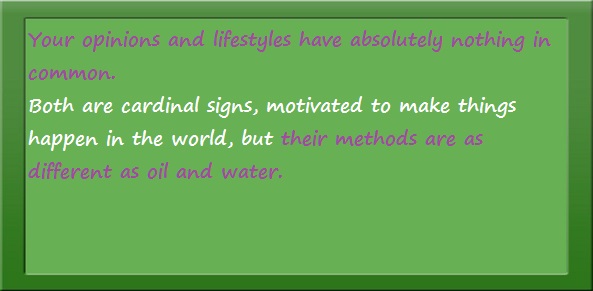 Your opinions and lifestyles have absolutely nothing in
common.
Both are cardinal signs, motivated to make things
happen in the world, but their methods are as
different as oil and water.